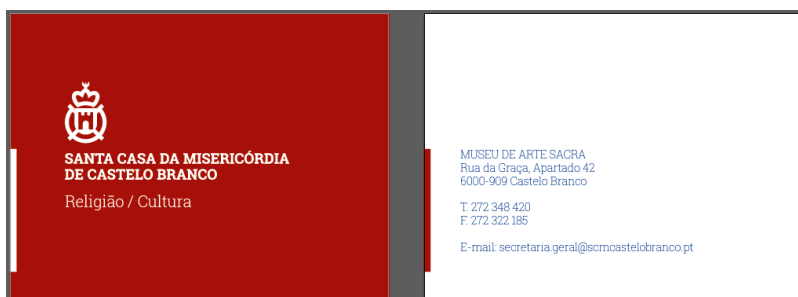 SANTA CASA DA MISERICÓRDIA
DE CASTELO BRANCO
Religião / Cultura
MUSEU DE ARTE SACRA
Rua da Graça, Apartado 42
6000-909 Castelo Branco
T. 272 348 420
F. 272 322 185
E-mail: secretaria.geral@scmcastelobranco.pt